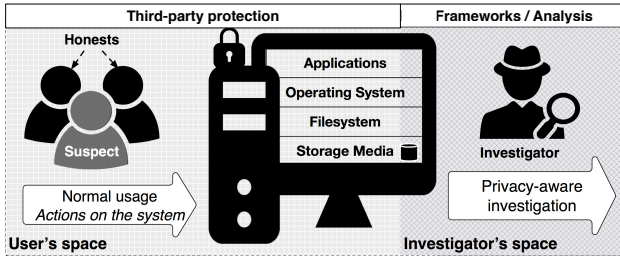 Third-party protection
Frameworks / Analysis
Honests
Suspect
Applications
Operating System
Filesystem
Storage Media
Investigator
Normal usage
Actions on the system
Privacy-aware
investigation
User's space
Investigator's space